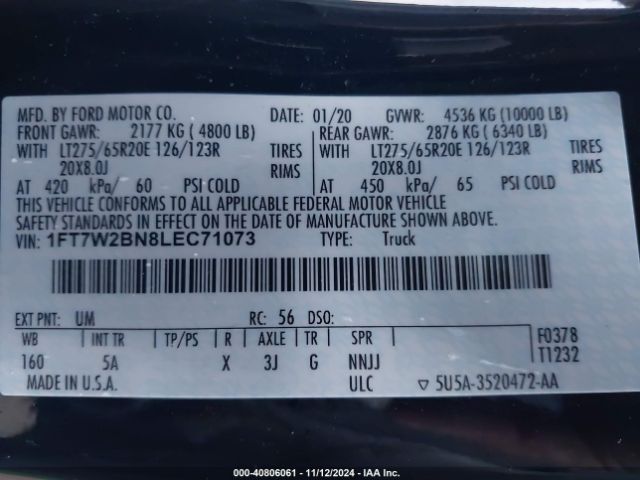 MFD. BY FORD MOTOR CO. DATE: 01/20 GVWR: 4536 KG (10000 LB)
FRONT GAWR: 2177 KG (4800 LB) REAR GAWR: 2876 KG (6340 LB)
WITH LT275/65R20E 126/123R TIRES WITH LT275/65R20E 126/123R TIRES
20X8.0J RIMS 20X8.0J RIMS
AT 420 kPa/ 60 PSI COLD AT 450 kPa/ 65 PSI COLD
THIS VEHICLE CONFORMS TO ALL APPLICABLE FEDERAL MOTOR VEHICLE
SAFETY STANDARDS IN EFFECT ON THE DATE OF MANUFACTURE SHOWN ABOVE.
VIN: 1FT7W2BN8LEC71073 TYPE: Truck
EXT PNT: UM RC: 56 DSO:
WB INT TR TP/PS R AXLE TR SPR F0378
160 5A X 3J G NNJJ T1232
MADE IN U.S.A. ULC ▽ 5U5A-3520472-AA
000-40806061 - 11/12/2024 - IAA Inc.